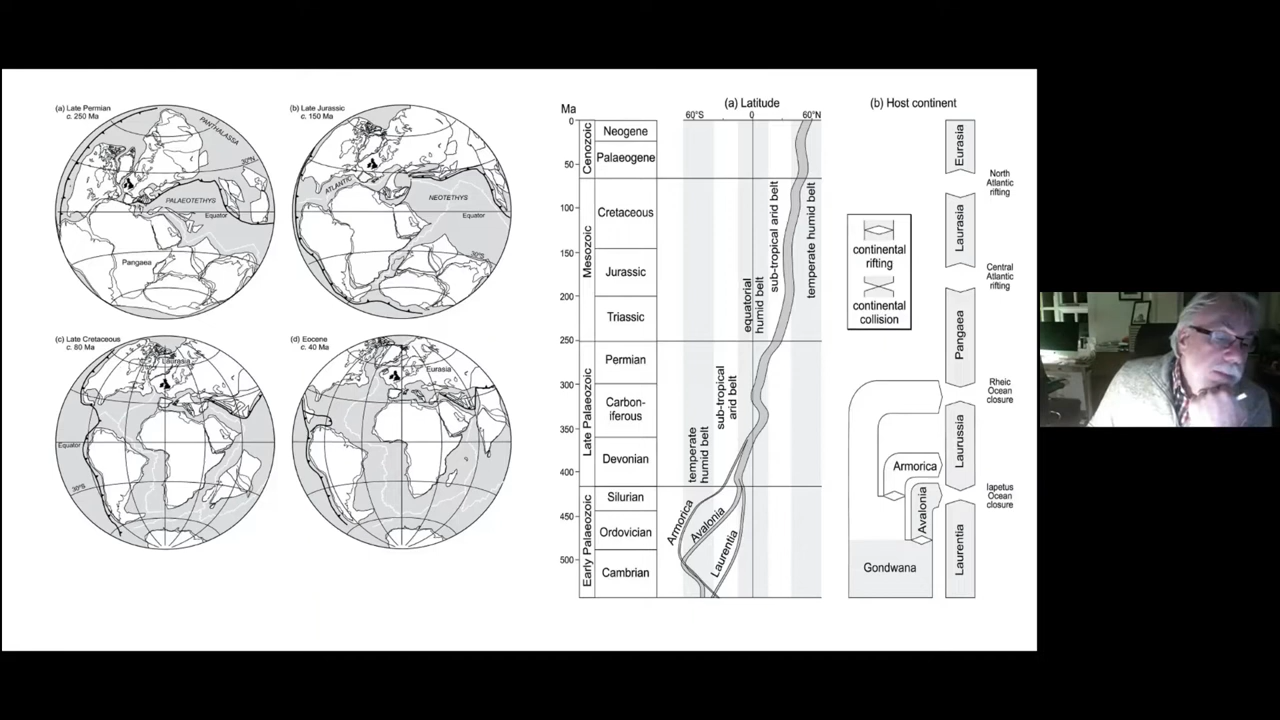 (a) Late Permian
c. 250 Ma
PANTHALASSA
30°N
PALAEOTETHYS
Equator
Pangaea
(b) Late Jurassic
c. 150 Ma
ATLANTIC
NEOTETHYS
Equator
30°S
(c) Late Cretaceous
c. 80 Ma
Laurasia
Equator
30°S
(d) Eocene
c. 40 Ma
Eurasia
Ma
(a) Latitude
60°S
0
60°N
0
50
100
150
200
250
300
350
400
450
500
Cenozoic
Mesozoic
Late Palaeozoic
Early Palaeozoic
Neogene
Palaeogene
Cretaceous
Jurassic
Triassic
Permian
Carbon-
iferous
Devonian
Silurian
Ordovician
Cambrian
temperate
humid belt
sub-tropical
arid belt
equatorial
humid belt
sub-tropical arid belt
temperate humid belt
Armorica
Avalonia
Laurentia
(b) Host continent
continental
rifting
continental
collision
Eurasia
North
Atlantic
rifting
Laurasia
Central
Atlantic
rifting
Pangaea
Rheic
Ocean
closure
Laurussia
Armorica
Iapetus
Ocean
closure
Avalonia
Gondwana
Laurentia